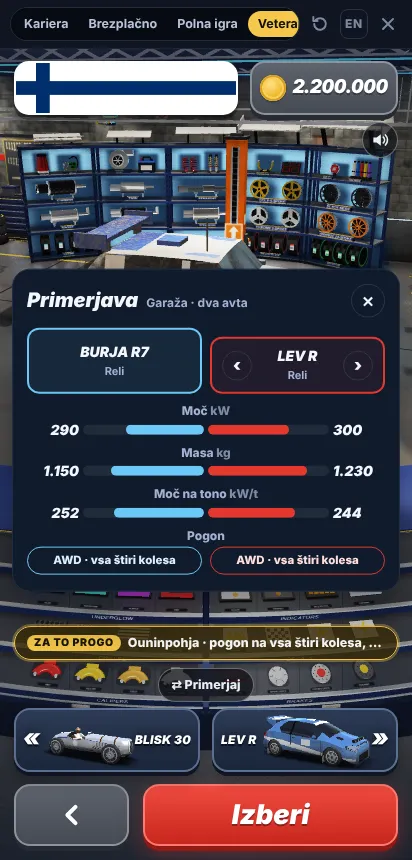 Kariera Brezplačno Polna igra Vetera EN
2.200.000
Primerjava Garaža · dva avta
BURJA R7
Reli
LEV R
Reli
Moč kW
290 300
Masa kg
1.150 1.230
Moč na tono kW/t
252 244
Pogon
AWD · vsa štiri kolesa AWD · vsa štiri kolesa
UNDERGLOW INDICATORS
ZA TO PROGO Ouninpohja · pogon na vsa štiri kolesa, ...
CALIPERS
⇄ Primerjaj
« BLISK 30 LEV R »
Izberi